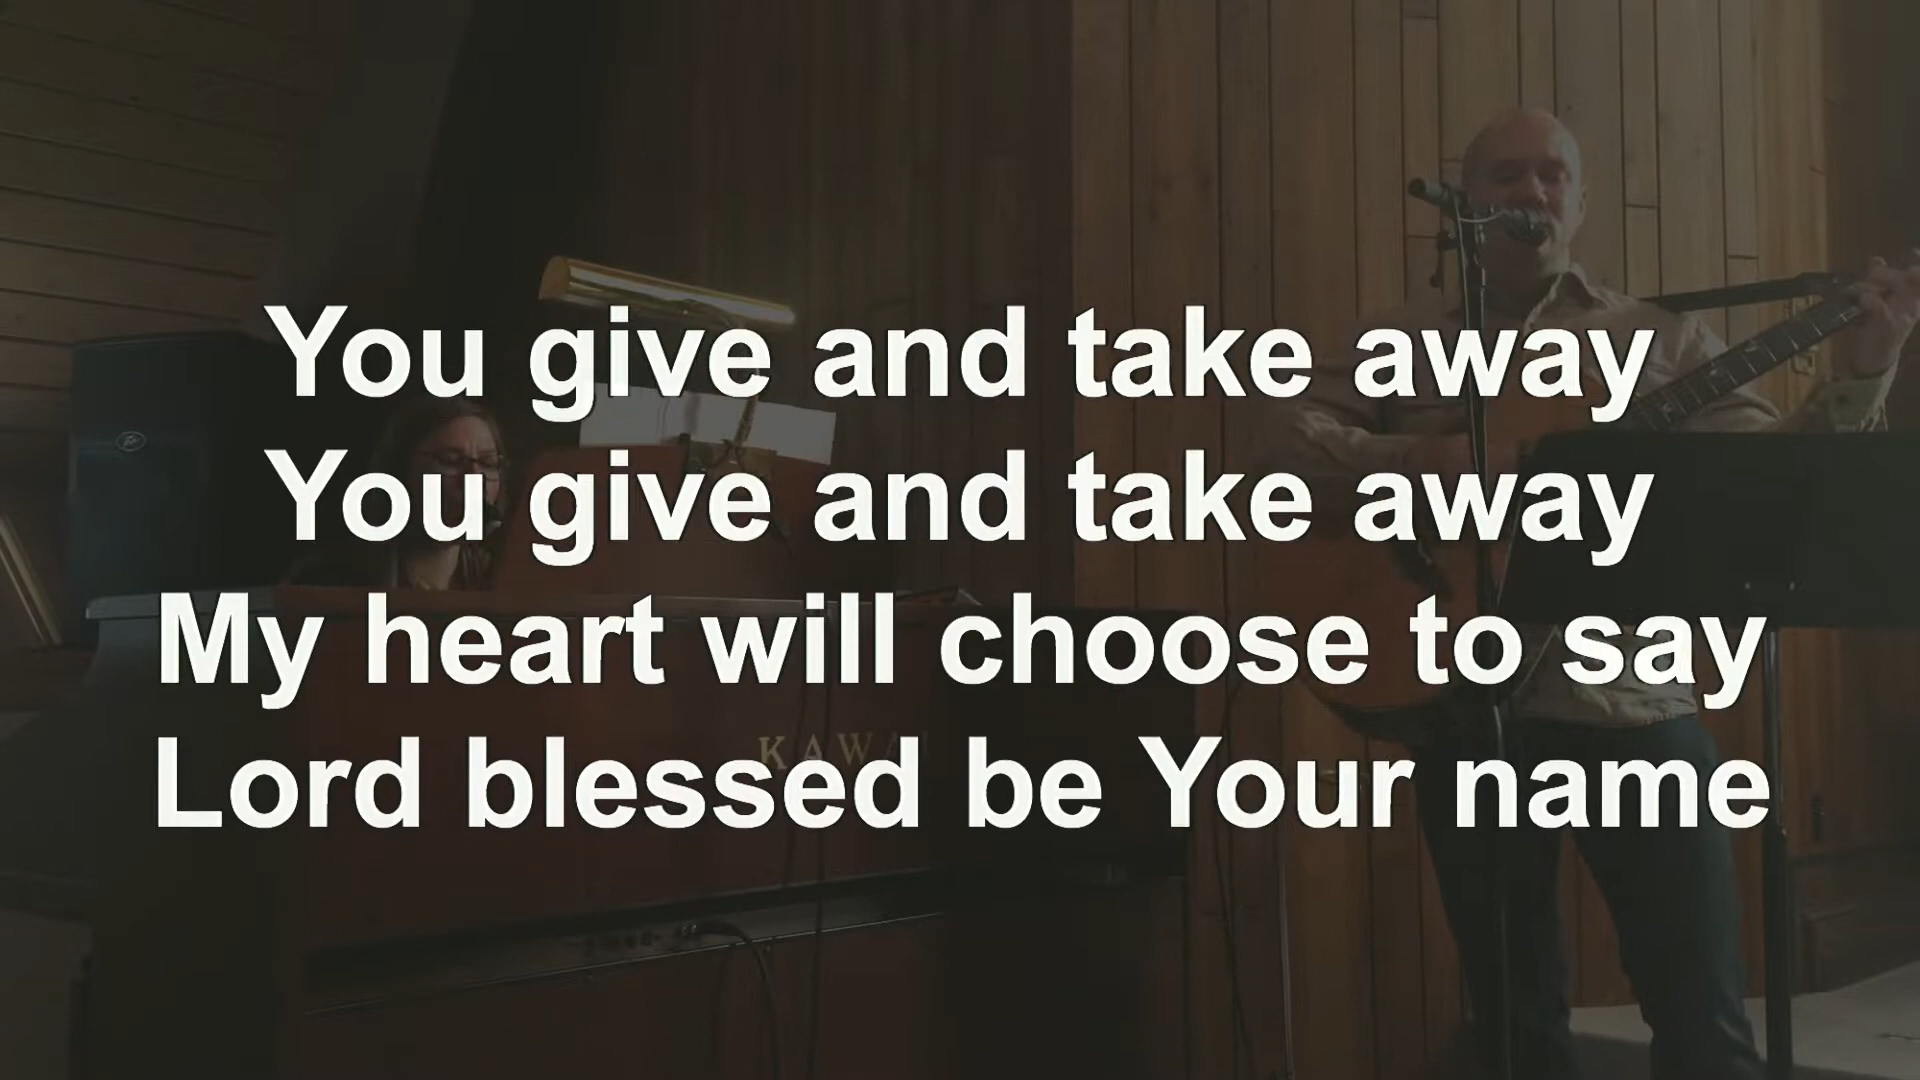 You give and take away
You give and take away
My heart will choose to say
Lord blessed be Your name
KAWAI